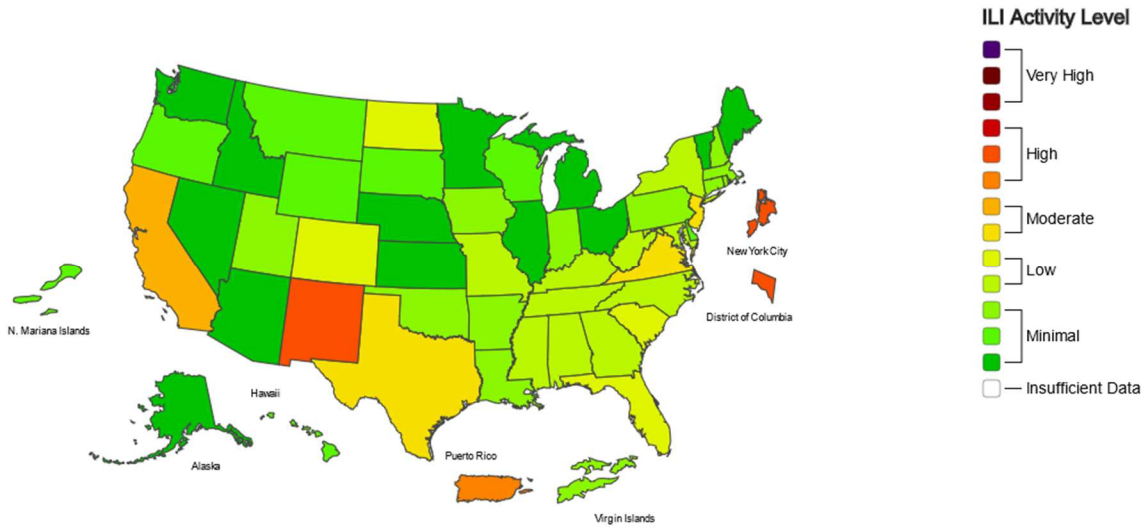 ILI Activity Level
Very High
High
Moderate
Low
Minimal
Insufficient Data
New York City
District of Columbia
N. Mariana Islands
Hawaii
Alaska
Puerto Rico
Virgin Islands